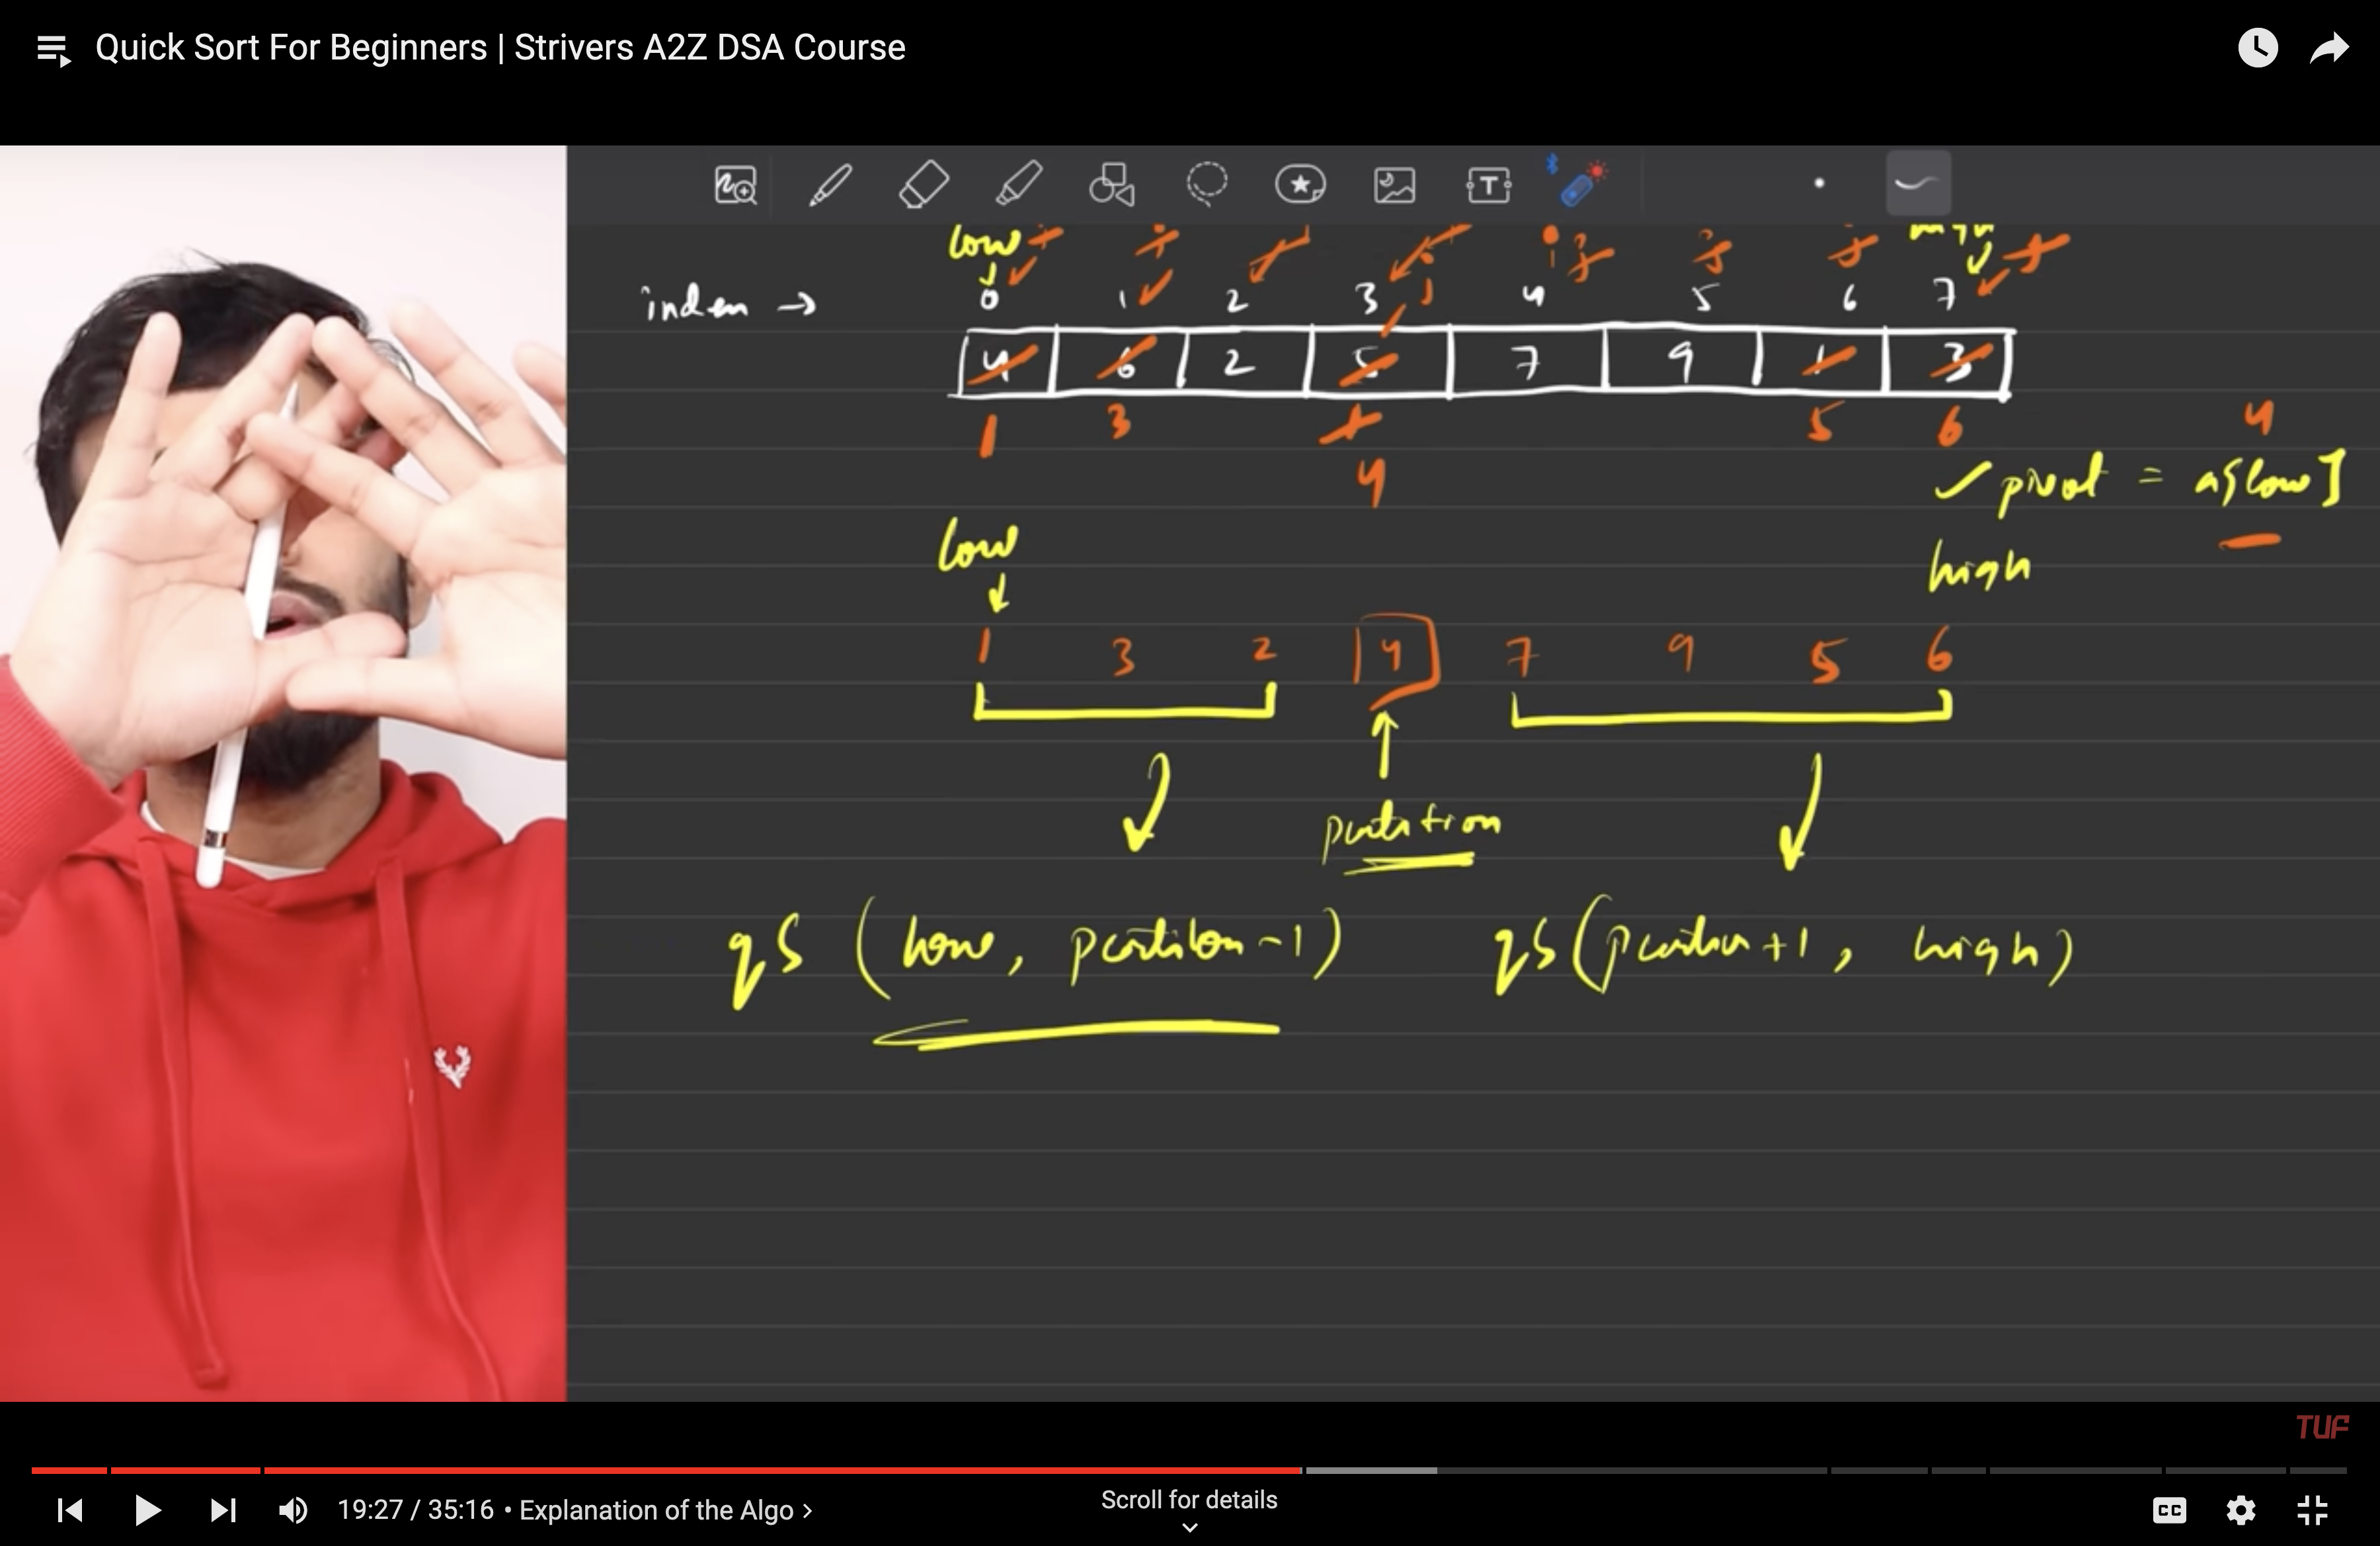 Quick Sort For Beginners | Strivers A2Z DSA Course
low
index → 0 1 2 3 4 5 6 7
4 6 2 5 7 9 1 3
1 3 1 5 6 4
4
pivot = a[low]
low high
1 3 2 4 7 9 5 6
partition
qS (low, partition-1) qS (partition+1, high)
TUF
19:27 / 35:16 • Explanation of the Algo
Scroll for details
CC